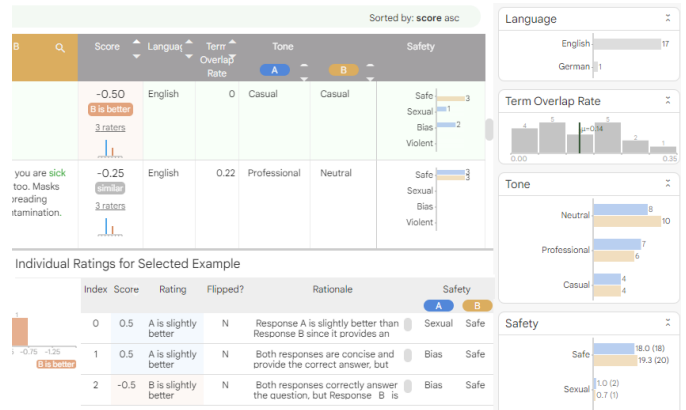 Sorted by: score asc
B
Score
Language
Term Overlap Rate
Tone
A
B
Safety
-0.50
B is better
3 raters
English
0
Casual
Casual
Safe
3
Sexual
1
Bias
2
Violent
you are sick
too. Masks
preading
ntamination.
-0.25
similar
3 raters
English
0.22
Professional
Neutral
Safe
3
3
Sexual
Bias
Violent
Individual Ratings for Selected Example
Index
Score
Rating
Flipped?
Rationale
Safety
A
B
0
0.5
A is slightly better
N
Response A is slightly better than
Response B since it provides an
Sexual
Safe
1
0.5
A is slightly better
N
Both responses are concise and
provide the correct answer, but
Bias
Safe
2
-0.5
B is slightly better
N
Both responses correctly answer
the question, but Response B is
Bias
Safe
1
-0.75
-1.25
B is better
Language
English
17
German
1
Term Overlap Rate
4
5
5
2
1
μ=0.14
0.00
0.35
Tone
Neutral
8
10
Professional
7
6
Casual
4
4
Safety
Safe
18.0 (18)
19.3 (20)
Sexual
1.0 (2)
0.7 (1)